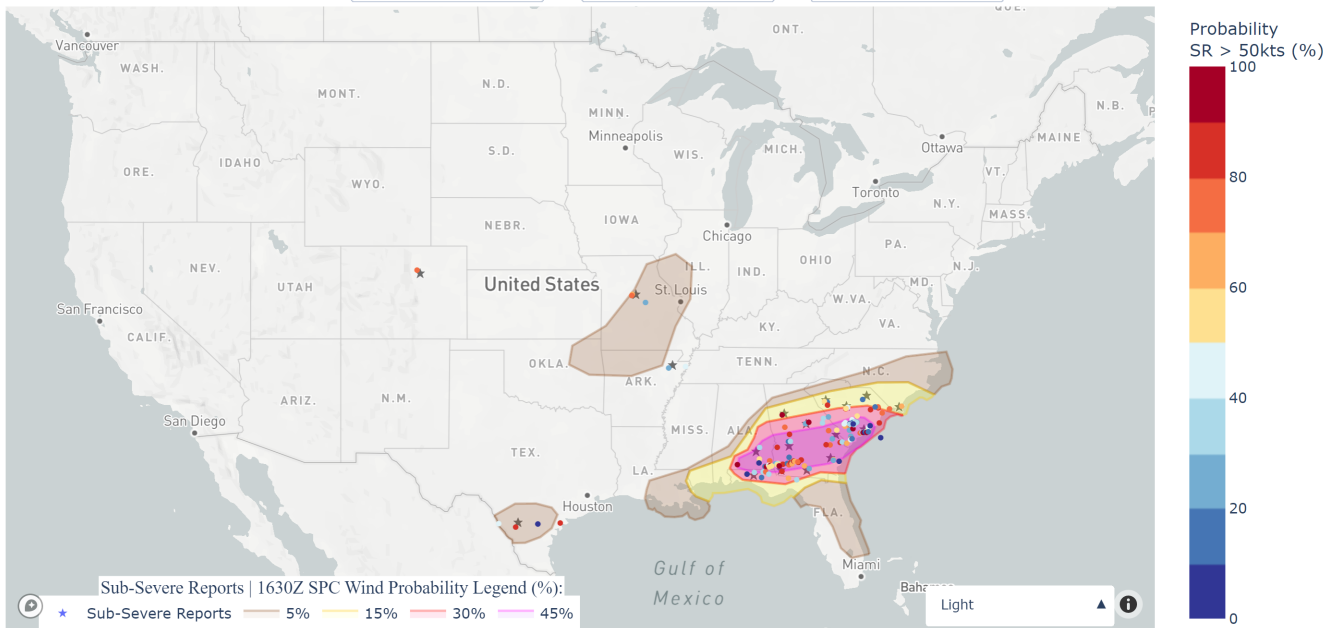 QUE.
ONT.
Vancouver
WASH.
MONT.
N.D.
MINN.
Minneapolis
N.B.
MAINE
Ottawa
ORE.
IDAHO
WYO.
S.D.
WIS.
MICH.
Toronto
VT.
N.Y.
MASS.
NEBR.
IOWA
Chicago
NEV.
UTAH
United States
ILL.
IND.
OHIO
PA.
N.J.
MD.
St. Louis
San Francisco
CALIF.
W.VA.
VA.
KY.
OKLA.
ARK.
TENN.
N.C.
ARIZ.
N.M.
San Diego
MISS.
ALA
TEX.
LA.
Houston
FLA.
Gulf of
Mexico
Miami
Baham
Probability
SR > 50kts (%)
100
80
60
40
20
0
Sub-Severe Reports | 1630Z SPC Wind Probability Legend (%):
Sub-Severe Reports 5% 15% 30% 45%
Light